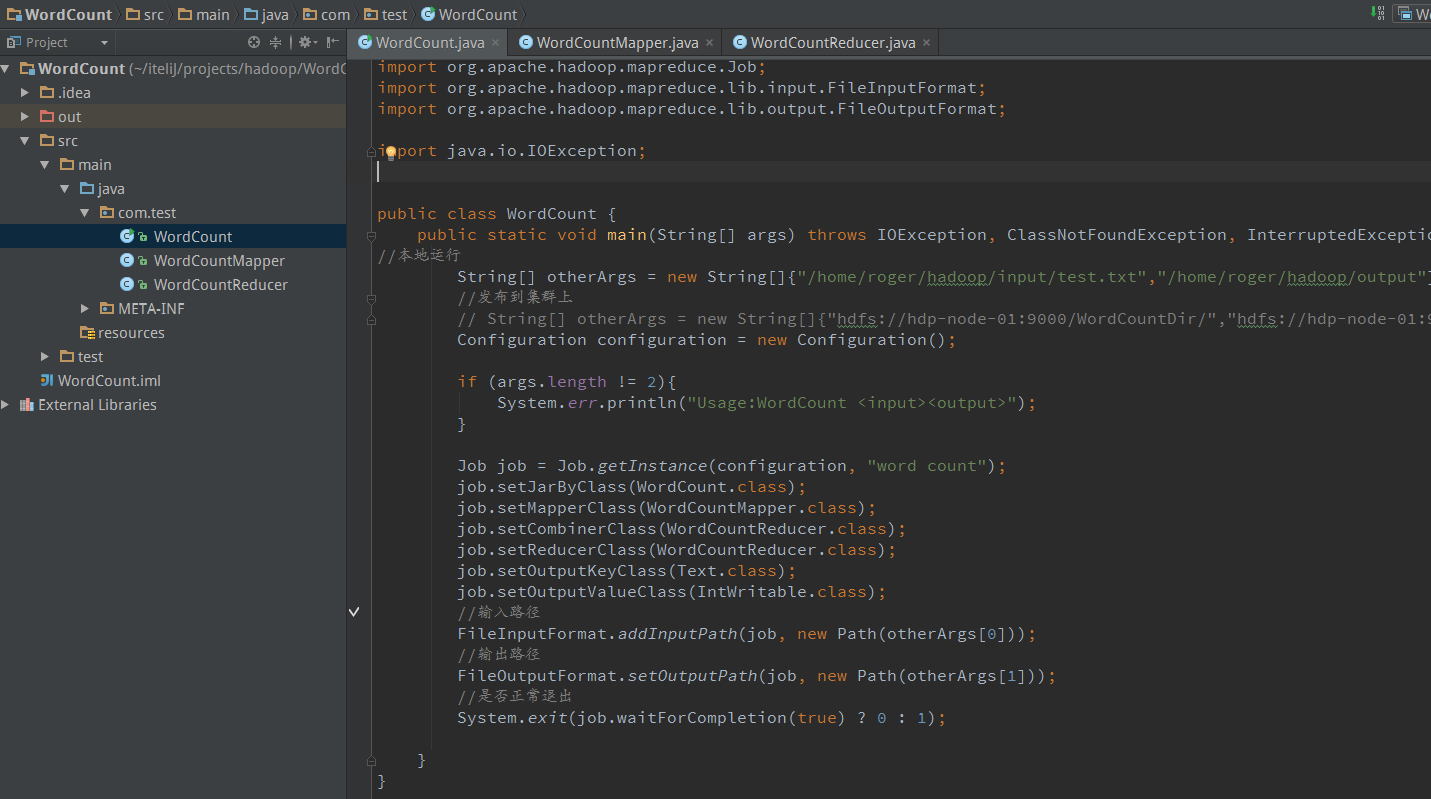 WordCount src main java com test WordCount
Project
WordCount.java WordCountMapper.java WordCountReducer.java
WordCount (~/iteliJ/projects/hadoop/WordC
.idea
out
src
main
java
com.test
WordCount
WordCountMapper
WordCountReducer
META-INF
resources
test
WordCount.iml
External Libraries
import org.apache.hadoop.mapreduce.Job;
import org.apache.hadoop.mapreduce.lib.input.FileInputFormat;
import org.apache.hadoop.mapreduce.lib.output.FileOutputFormat;
import java.io.IOException;
public class WordCount {
public static void main(String[] args) throws IOException, ClassNotFoundException, InterruptedExceptio
//本地运行
String[] otherArgs = new String[]{"/home/roger/hadoop/input/test.txt","/home/roger/hadoop/output"}
//发布到集群上
// String[] otherArgs = new String[]{"hdfs://hdp-node-01:9000/WordCountDir/","hdfs://hdp-node-01:9
Configuration configuration = new Configuration();
if (args.length != 2){
System.err.println("Usage:WordCount <input><output>");
}
Job job = Job.getInstance(configuration, "word count");
job.setJarByClass(WordCount.class);
job.setMapperClass(WordCountMapper.class);
job.setCombinerClass(WordCountReducer.class);
job.setReducerClass(WordCountReducer.class);
job.setOutputKeyClass(Text.class);
job.setOutputValueClass(IntWritable.class);
//输入路径
FileInputFormat.addInputPath(job, new Path(otherArgs[0]));
//输出路径
FileOutputFormat.setOutputPath(job, new Path(otherArgs[1]));
//是否正常退出
System.exit(job.waitForCompletion(true) ? 0 : 1);
}
}